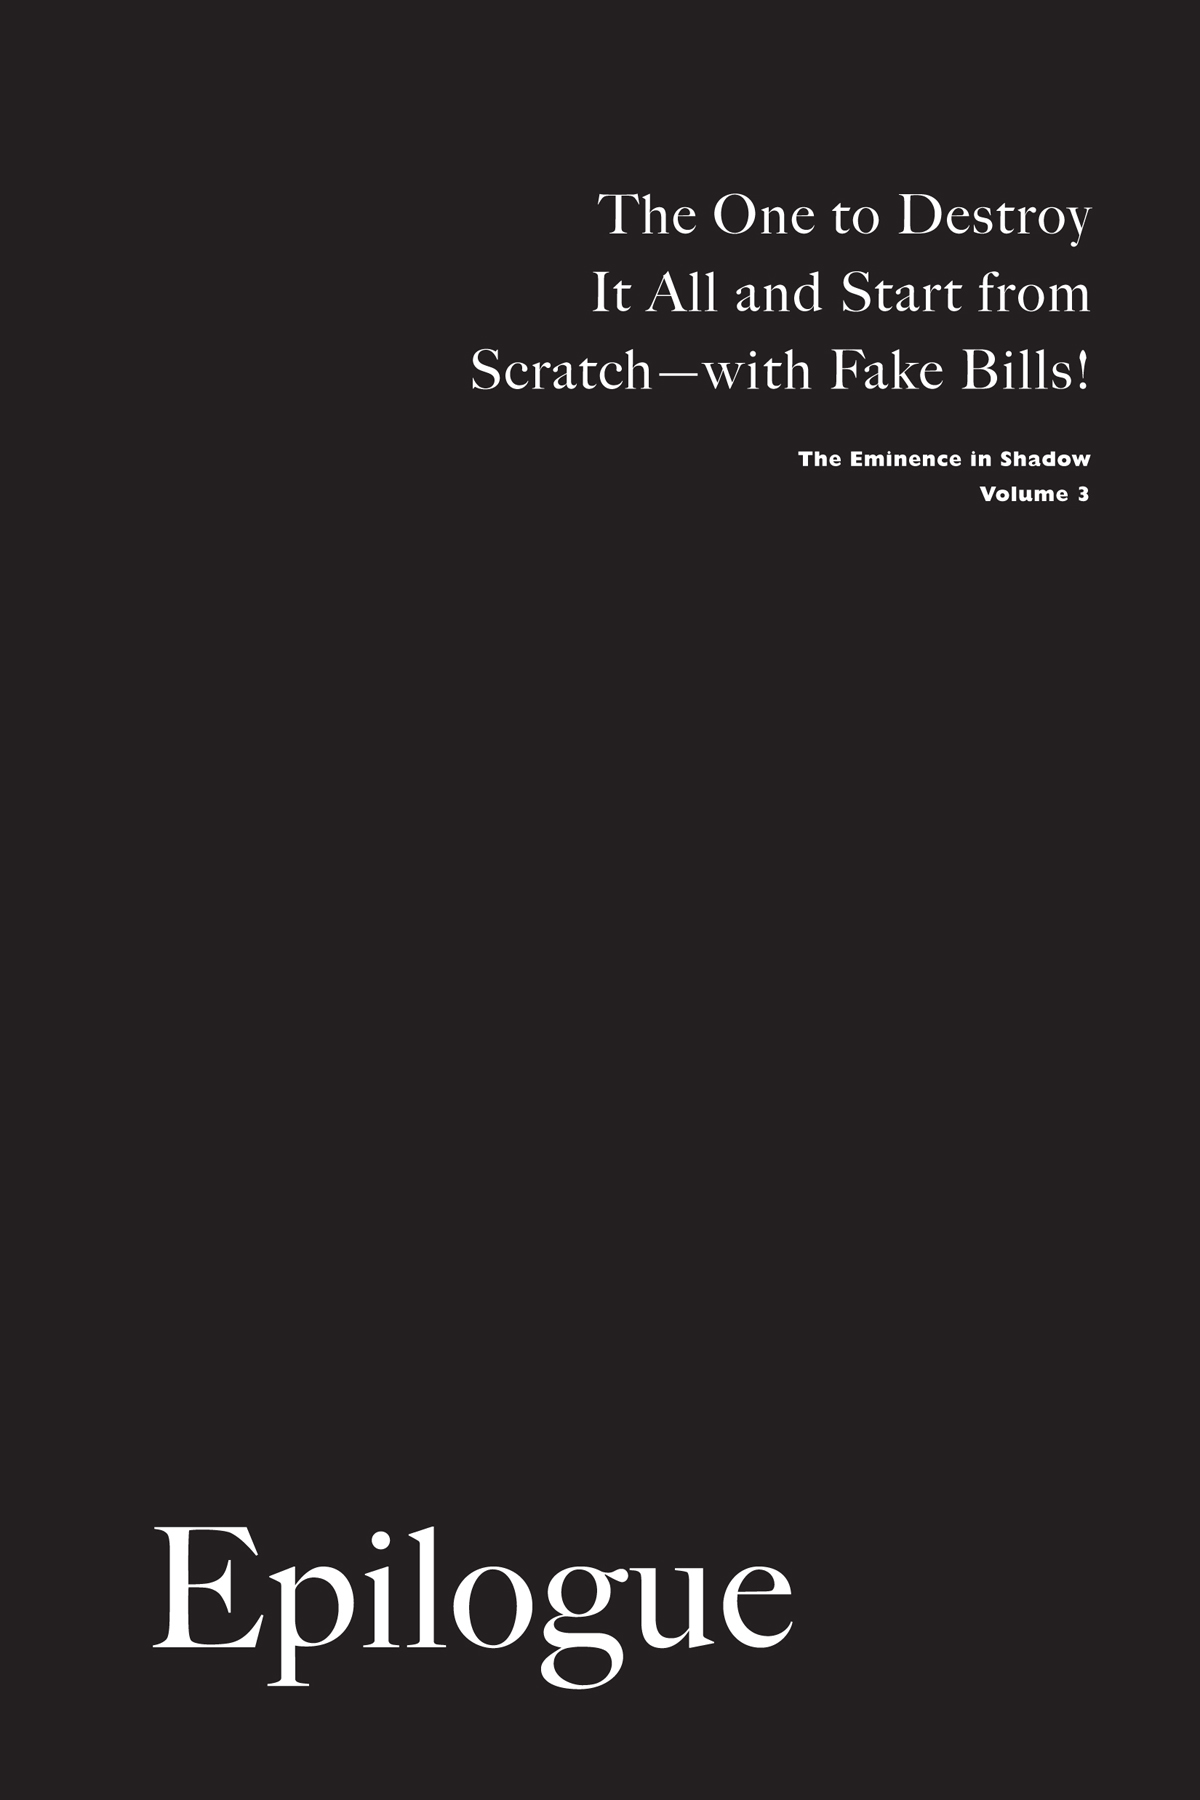 The One to Destroy
It All and Start from
Scratch—with Fake Bills!
The Eminence in Shadow
Volume 3
Epilogue